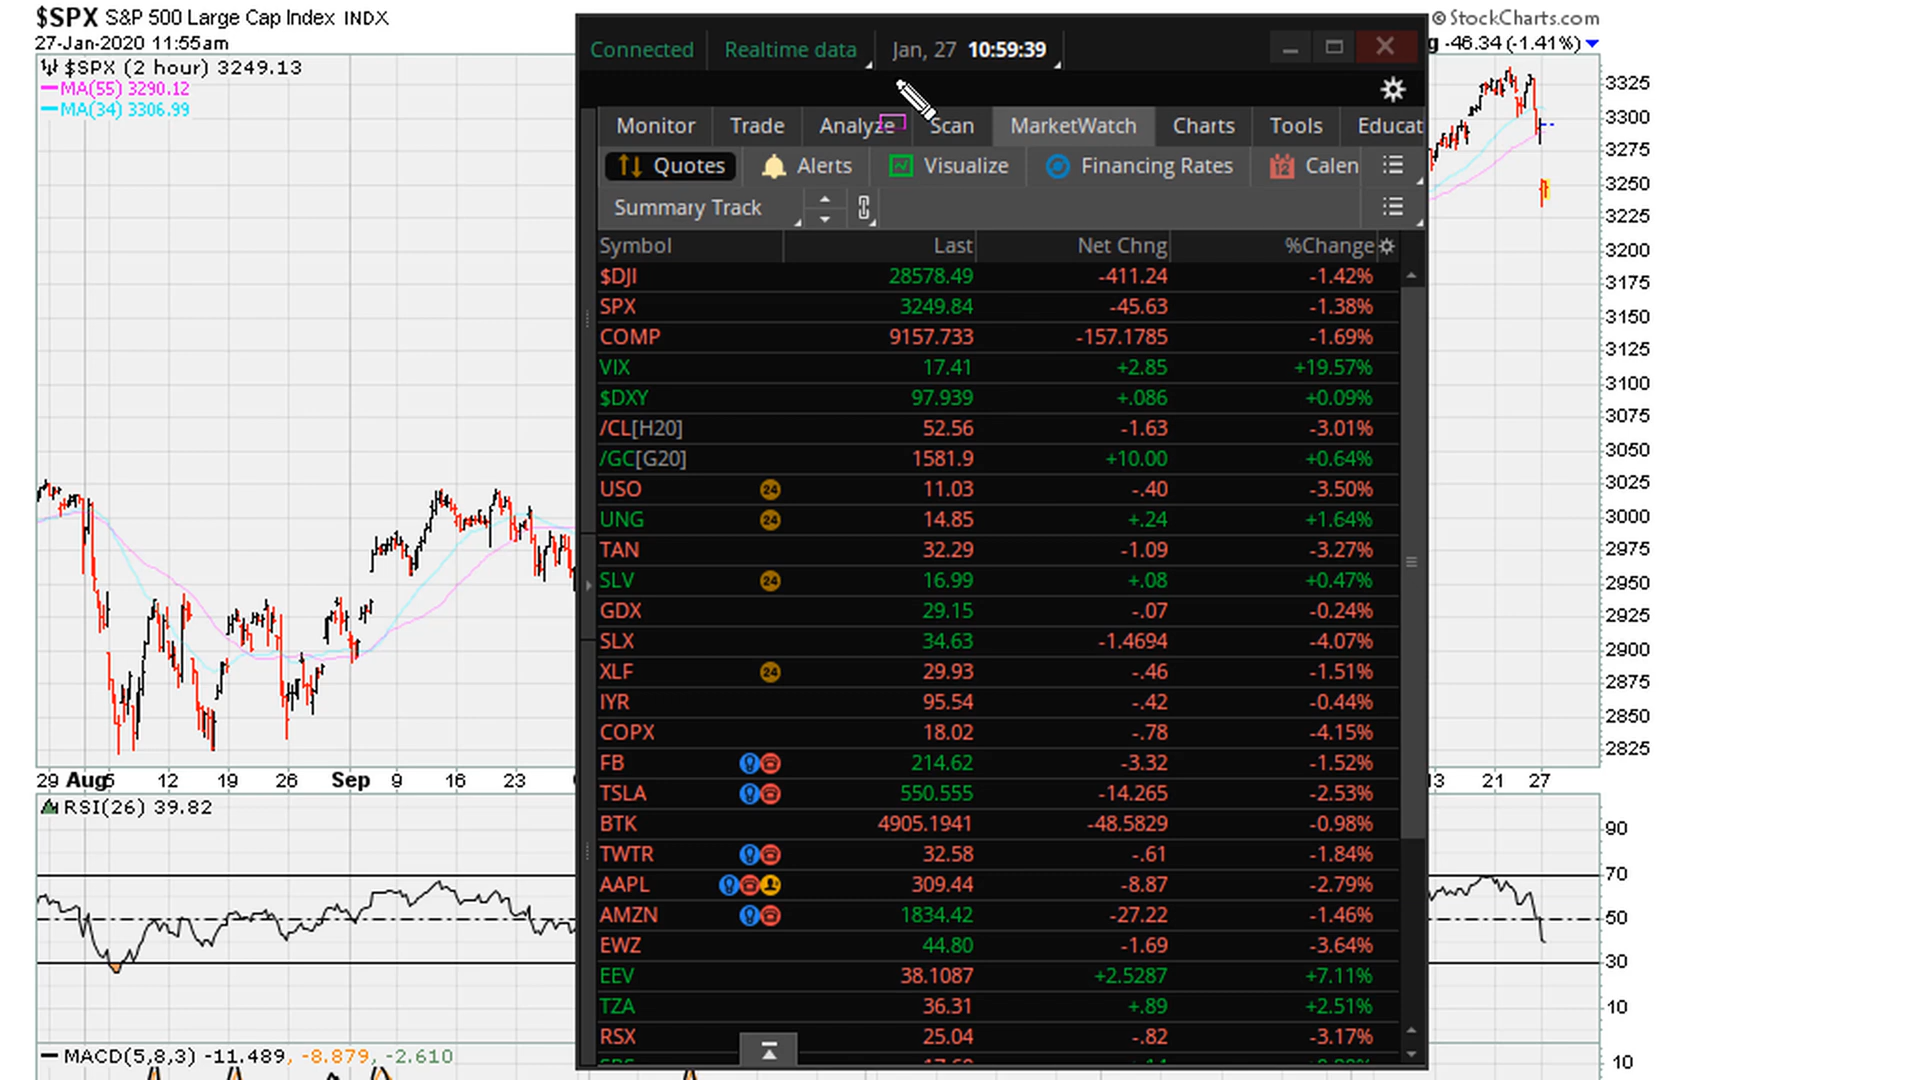 $SPX S&P 500 Large Cap Index INDX
© StockCharts.com
27-Jan-2020 11:55am
g -46.34 (-1.41%)
$SPX (2 hour) 3249.13
MA(55) 3290.12
MA(34) 3306.99
Connected Realtime data Jan, 27 10:59:39
Monitor Trade Analyze Scan MarketWatch Charts Tools Educat
Quotes Alerts Visualize Financing Rates Calen
Summary Track
Symbol Last Net Chng %Change
$DJI 28578.49 -411.24 -1.42%
SPX 3249.84 -45.63 -1.38%
COMP 9157.733 -157.1785 -1.69%
VIX 17.41 +2.85 +19.57%
$DXY 97.939 +.086 +0.09%
/CL[H20] 52.56 -1.63 -3.01%
/GC[G20] 1581.9 +10.00 +0.64%
USO 24 11.03 -.40 -3.50%
UNG 24 14.85 +.24 +1.64%
TAN 32.29 -1.09 -3.27%
SLV 24 16.99 +.08 +0.47%
GDX 29.15 -.07 -0.24%
SLX 34.63 -1.4694 -4.07%
XLF 24 29.93 -.46 -1.51%
IYR 95.54 -.42 -0.44%
COPX 18.02 -.78 -4.15%
FB 214.62 -3.32 -1.52%
TSLA 550.555 -14.265 -2.53%
BTK 4905.1941 -48.5829 -0.98%
TWTR 32.58 -.61 -1.84%
AAPL 309.44 -8.87 -2.79%
AMZN 1834.42 -27.22 -1.46%
EWZ 44.80 -1.69 -3.64%
EEV 38.1087 +2.5287 +7.11%
TZA 36.31 +.89 +2.51%
RSX 25.04 -.82 -3.17%
3325
3300
3275
3250
3225
3200
3175
3150
3125
3100
3075
3050
3025
3000
2975
2950
2925
2900
2875
2850
2825
29 Aug 5 12 19 26 Sep 9 16 23
13 21 27
RSI(26) 39.82
90
70
50
30
10
MACD(5,8,3) -11.489, -8.879, -2.610
10